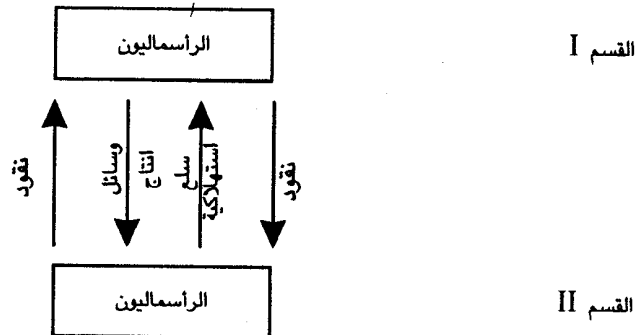 القسم I
الرأسماليون
نقود
وسائل
انتاج
سلع
استهلاكية
نقود
القسم II
الرأسماليون